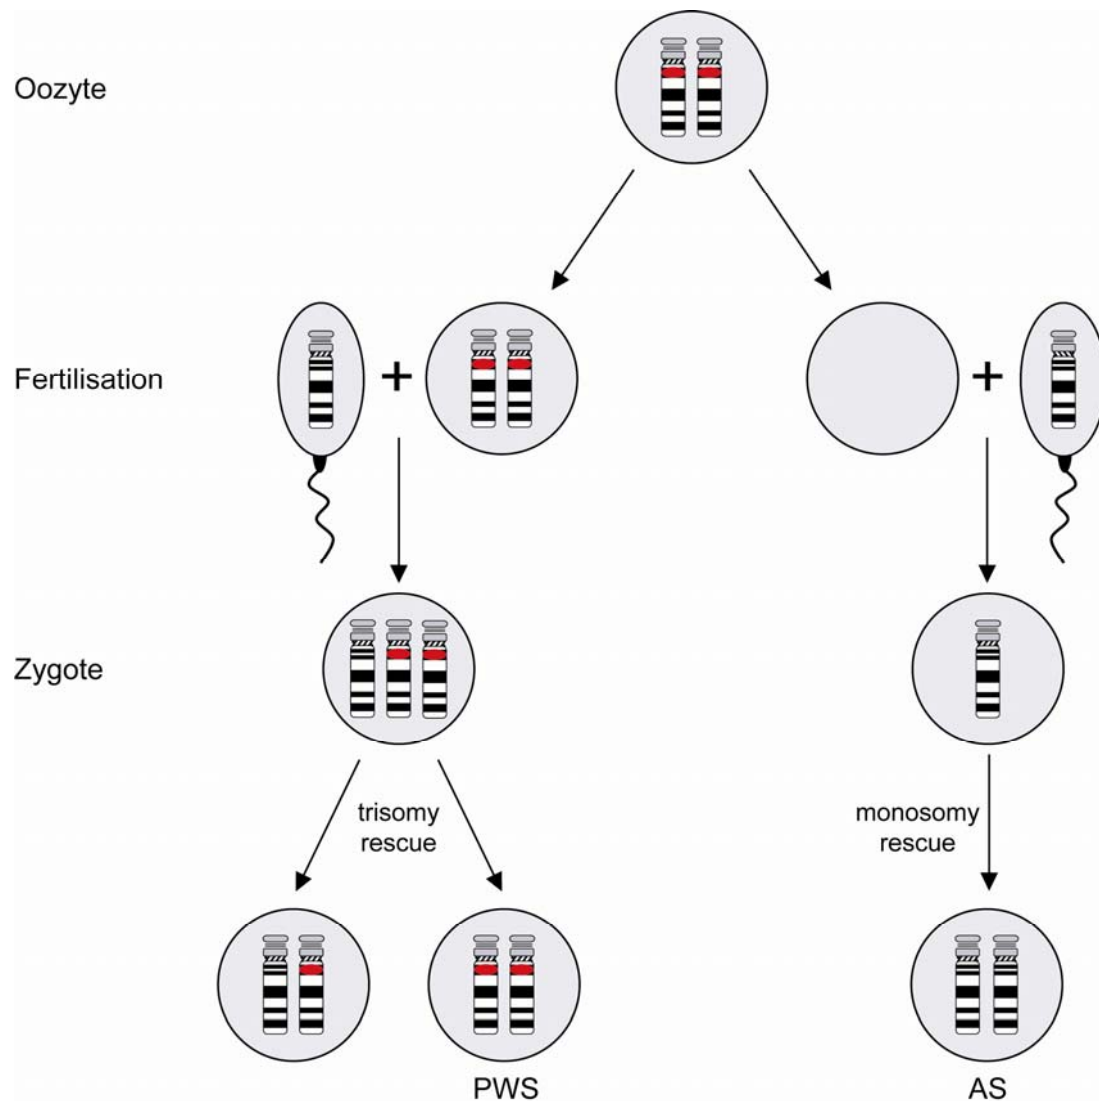 Oozyte
Fertilisation
+
+
Zygote
trisomy
rescue
monosomy
rescue
PWS
AS